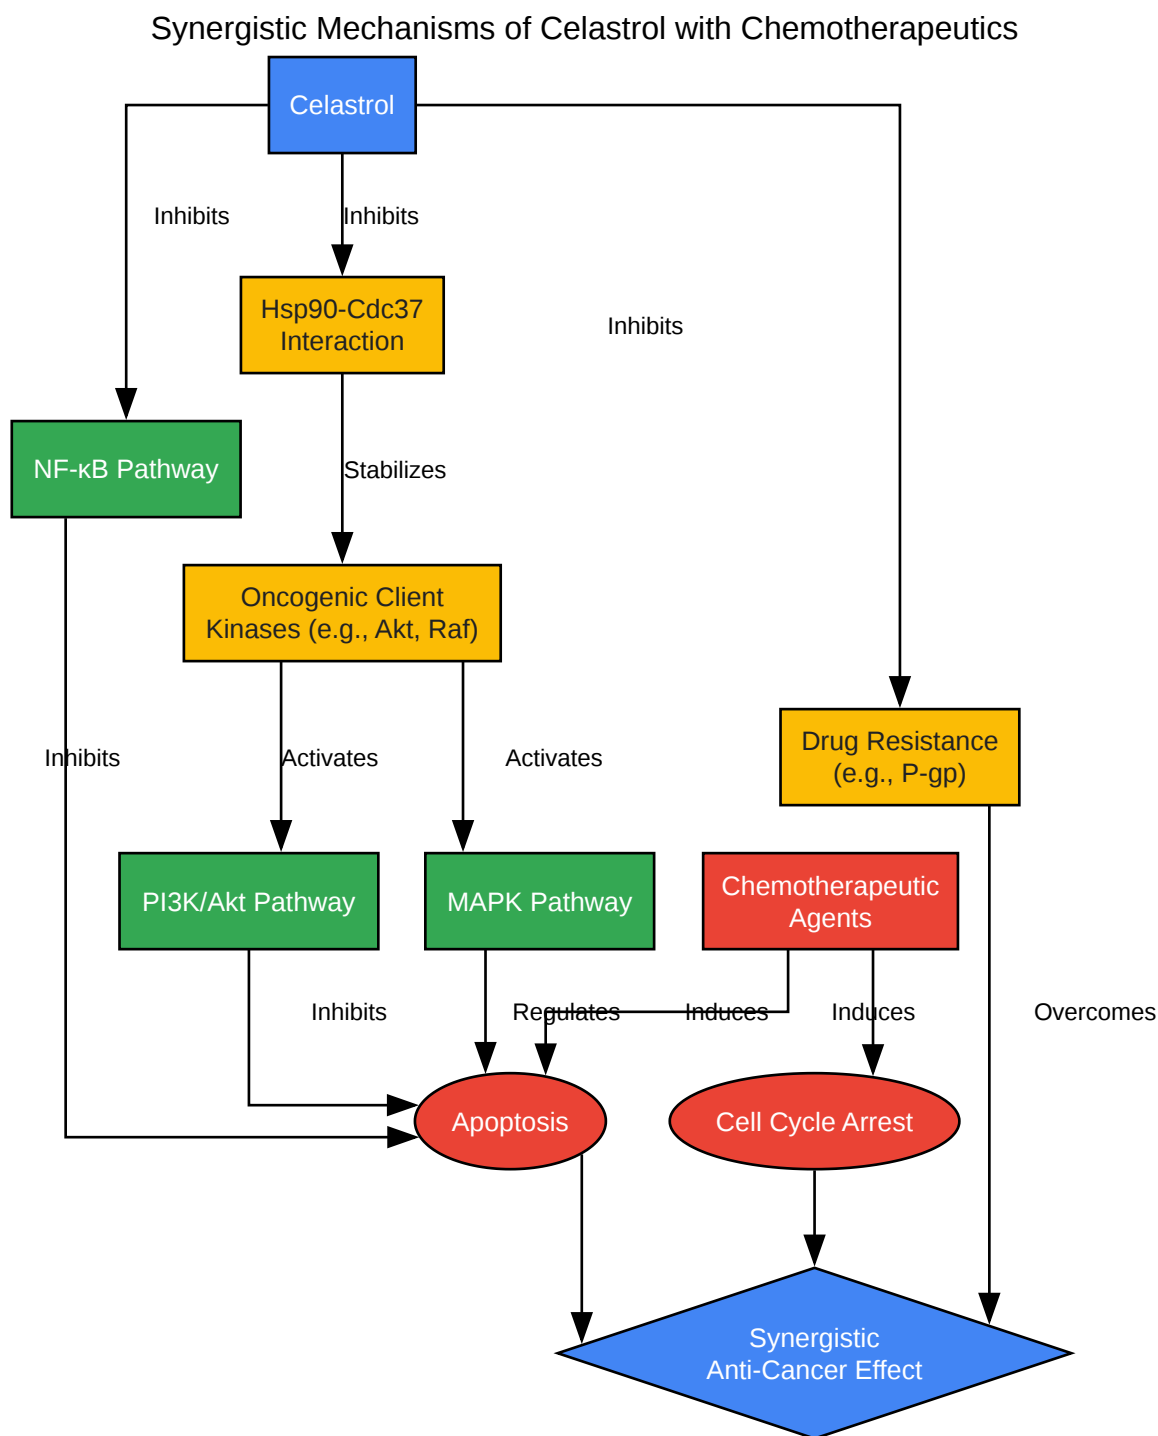 Synergistic Mechanisms of Celastrol with Chemotherapeutics
Celastrol
Inhibits
Inhibits
Hsp90-Cdc37
Interaction
Inhibits
NF-κB Pathway
Stabilizes
Oncogenic Client
Kinases (e.g., Akt, Raf)
Inhibits
Activates
Activates
Drug Resistance
(e.g., P-gp)
PI3K/Akt Pathway
MAPK Pathway
Chemotherapeutic
Agents
Inhibits
Regulates
Induces
Induces
Overcomes
Apoptosis
Cell Cycle Arrest
Synergistic
Anti-Cancer Effect